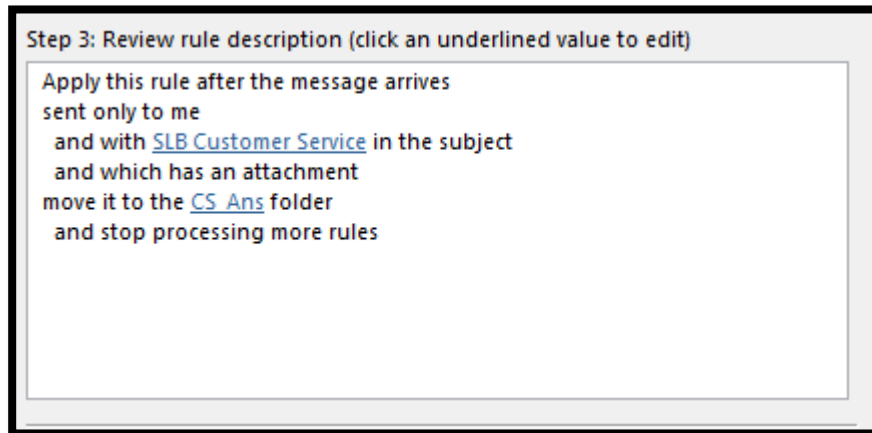 Step 3: Review rule description (click an underlined value to edit)
Apply this rule after the message arrives
sent only to me
and with SLB Customer Service in the subject
and which has an attachment
move it to the CS_Ans folder
and stop processing more rules